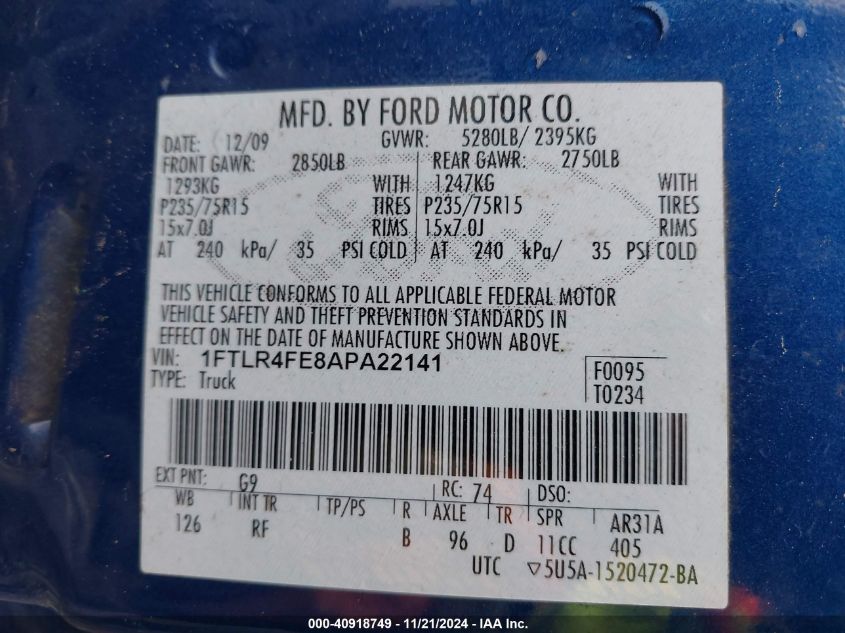 MFD. BY FORD MOTOR CO.
DATE: 12/09 GVWR: 5280LB/ 2395KG
FRONT GAWR: 2850LB REAR GAWR: 2750LB
1293KG WITH 1247KG WITH
P235/75R15 TIRES P235/75R15 TIRES
15x7.0J RIMS 15x7.0J RIMS
AT 240 kPa/ 35 PSI COLD AT 240 kPa/ 35 PSI COLD
THIS VEHICLE CONFORMS TO ALL APPLICABLE FEDERAL MOTOR
VEHICLE SAFETY AND THEFT PREVENTION STANDARDS IN
EFFECT ON THE DATE OF MANUFACTURE SHOWN ABOVE.
VIN: 1FTLR4FE8APA22141 F0095
TYPE: Truck T0234
EXT PNT: G9 RC: 74 DSO:
WB INT TR TP/PS R AXLE TR SPR AR31A
126 RF B 96 D 11CC 405
UTC ▽5U5A-1520472-BA
000-40918749 - 11/21/2024 - IAA, Inc.